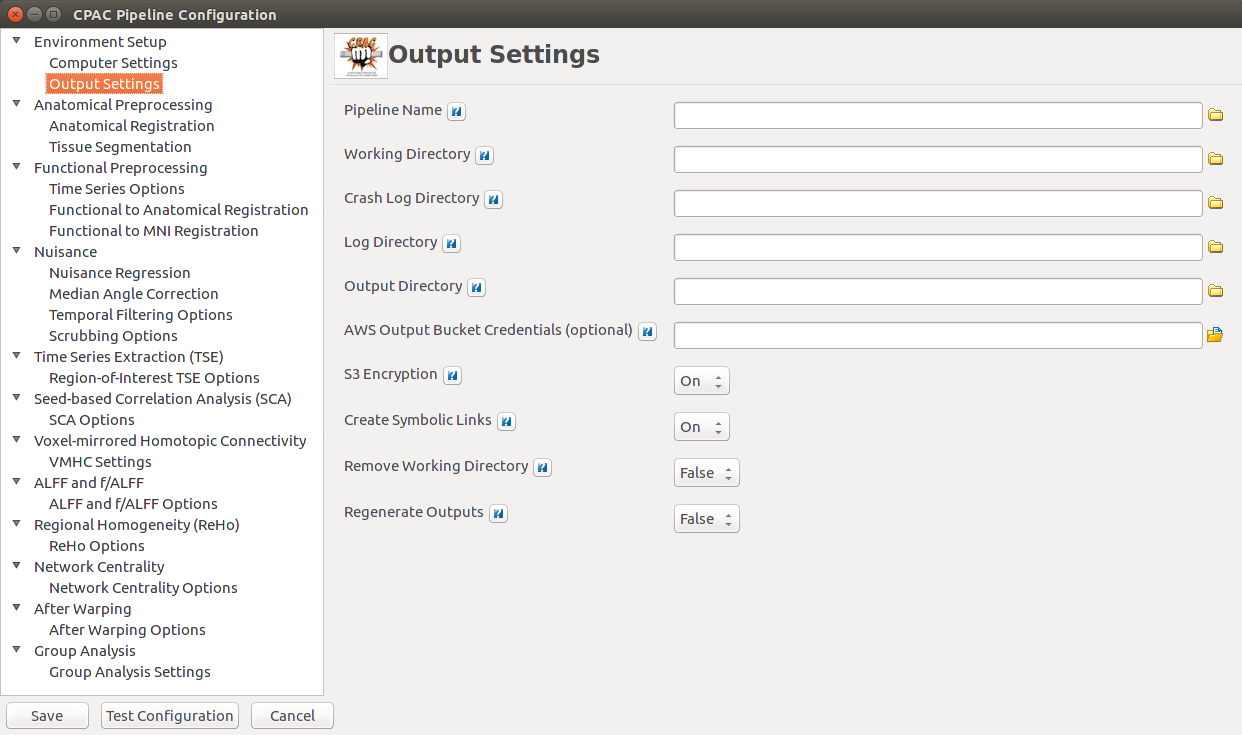 CPAC Pipeline Configuration
Environment Setup
Computer Settings
Output Settings
Anatomical Preprocessing
Anatomical Registration
Tissue Segmentation
Functional Preprocessing
Time Series Options
Functional to Anatomical Registration
Functional to MNI Registration
Nuisance
Nuisance Regression
Median Angle Correction
Temporal Filtering Options
Scrubbing Options
Time Series Extraction (TSE)
Region-of-Interest TSE Options
Seed-based Correlation Analysis (SCA)
SCA Options
Voxel-mirrored Homotopic Connectivity
VMHC Settings
ALFF and f/ALFF
ALFF and f/ALFF Options
Regional Homogeneity (ReHo)
ReHo Options
Network Centrality
Network Centrality Options
After Warping
After Warping Options
Group Analysis
Group Analysis Settings
CPAC
Output Settings
Pipeline Name ?
Working Directory ?
Crash Log Directory ?
Log Directory ?
Output Directory ?
AWS Output Bucket Credentials (optional) ?
S3 Encryption ? On
Create Symbolic Links ? On
Remove Working Directory ? False
Regenerate Outputs ? False
Save Test Configuration Cancel